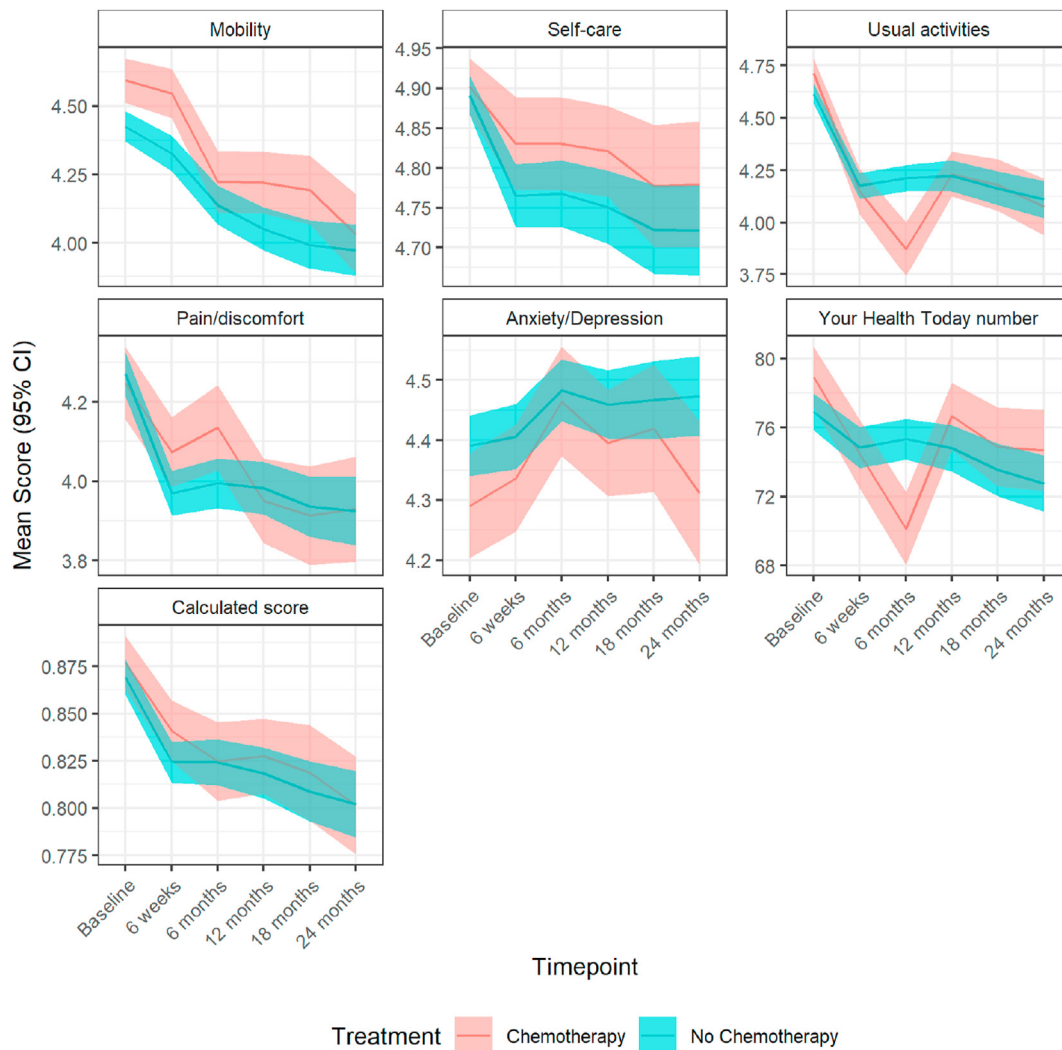 Mobility
Self-care
Usual activities
4.50
4.25
4.00
4.95
4.90
4.85
4.80
4.75
4.70
4.75
4.50
4.25
4.00
3.75
Pain/discomfort
Anxiety/Depression
Your Health Today number
4.2
4.0
3.8
4.5
4.4
4.3
4.2
80
76
72
68
Mean Score (95% CI)
Calculated score
0.875
0.850
0.825
0.800
0.775
Baseline
6 weeks
6 months
12 months
18 months
24 months
Baseline
6 weeks
6 months
12 months
18 months
24 months
Baseline
6 weeks
6 months
12 months
18 months
24 months
Timepoint
Treatment Chemotherapy No Chemotherapy